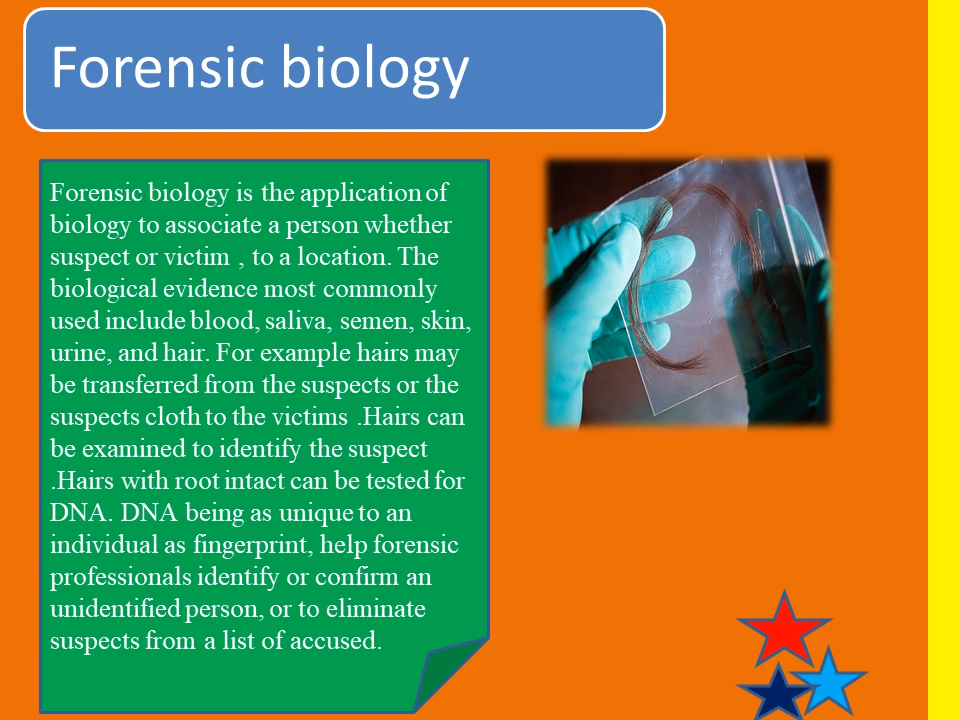 Forensic biology
Forensic biology is the application of
biology to associate a person whether
suspect or victim , to a location. The
biological evidence most commonly
used include blood, saliva, semen, skin,
urine, and hair. For example hairs may
be transferred from the suspects or the
suspects cloth to the victims .Hairs can
be examined to identify the suspect
.Hairs with root intact can be tested for
DNA. DNA being as unique to an
individual as fingerprint, help forensic
professionals identify or confirm an
unidentified person, or to eliminate
suspects from a list of accused.